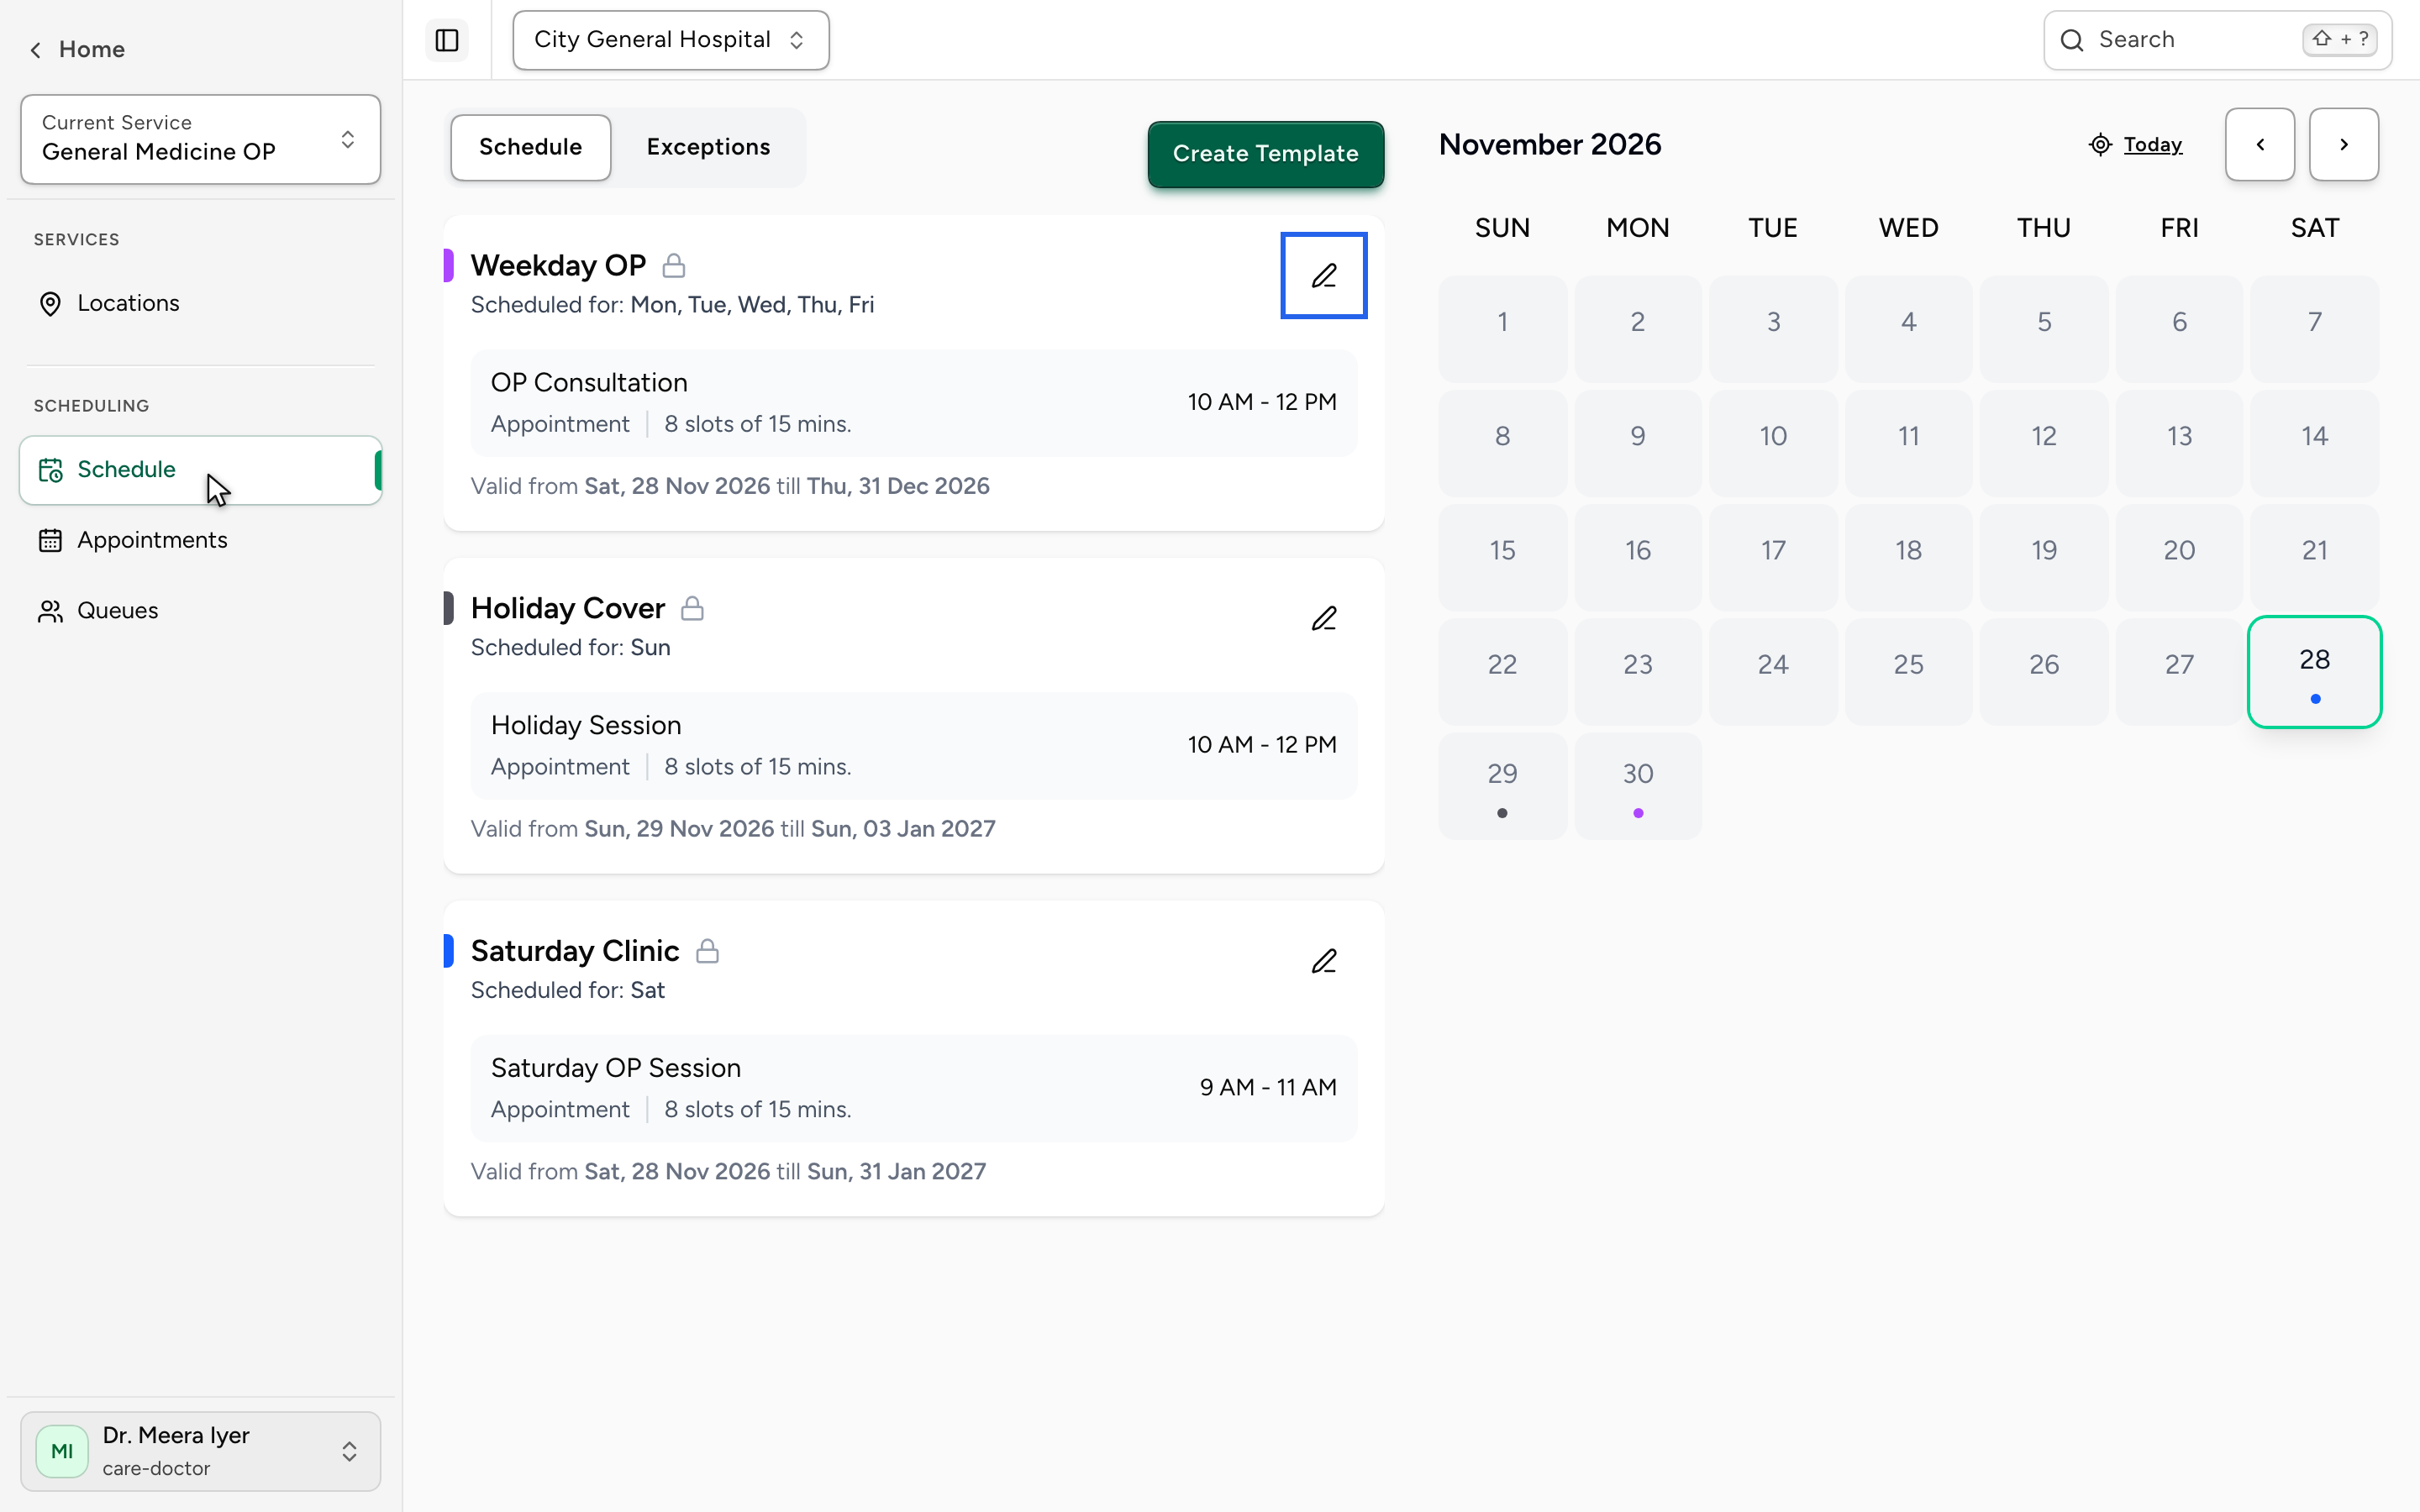 Home
Current Service
General Medicine OP
SERVICES
Locations
SCHEDULING
Schedule
Appointments
Queues
MI
Dr. Meera Iyer
care-doctor
City General Hospital
Search
+ ?
Schedule
Exceptions
Create Template
Weekday OP
Scheduled for: Mon, Tue, Wed, Thu, Fri
OP Consultation
10 AM - 12 PM
Appointment
8 slots of 15 mins.
Valid from Sat, 28 Nov 2026 till Thu, 31 Dec 2026
Holiday Cover
Scheduled for: Sun
Holiday Session
10 AM - 12 PM
Appointment
8 slots of 15 mins.
Valid from Sun, 29 Nov 2026 till Sun, 03 Jan 2027
Saturday Clinic
Scheduled for: Sat
Saturday OP Session
9 AM - 11 AM
Appointment
8 slots of 15 mins.
Valid from Sat, 28 Nov 2026 till Sun, 31 Jan 2027
November 2026
Today
SUN MON TUE WED THU FRI SAT
1 2 3 4 5 6 7
8 9 10 11 12 13 14
15 16 17 18 19 20 21
22 23 24 25 26 27 28
29 30